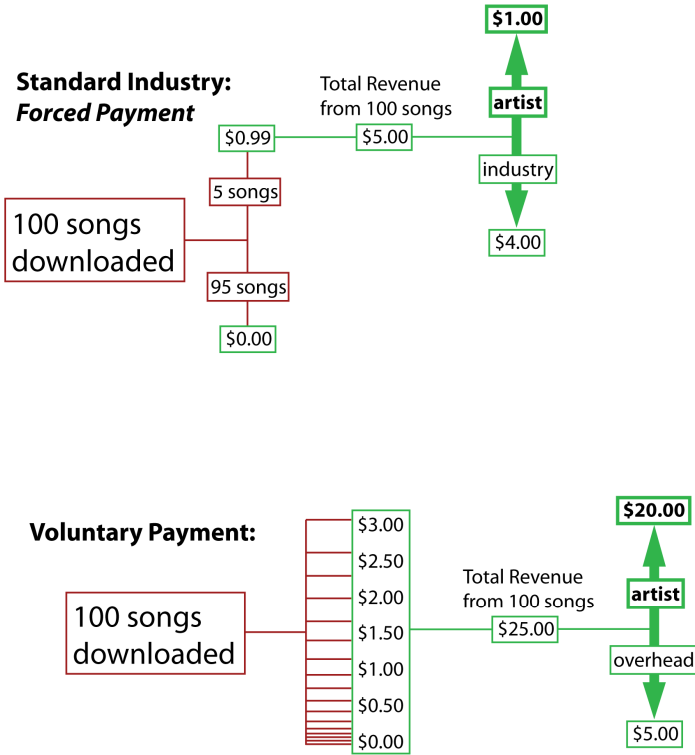 $1.00
Standard Industry:
Forced Payment
Total Revenue
from 100 songs
artist
$0.99
$5.00
industry
5 songs
100 songs
downloaded
$4.00
95 songs
$0.00
Voluntary Payment:
$3.00
$2.50
$2.00
$1.50
$1.00
$0.50
$0.00
100 songs
downloaded
Total Revenue
from 100 songs
$25.00
$20.00
artist
overhead
$5.00